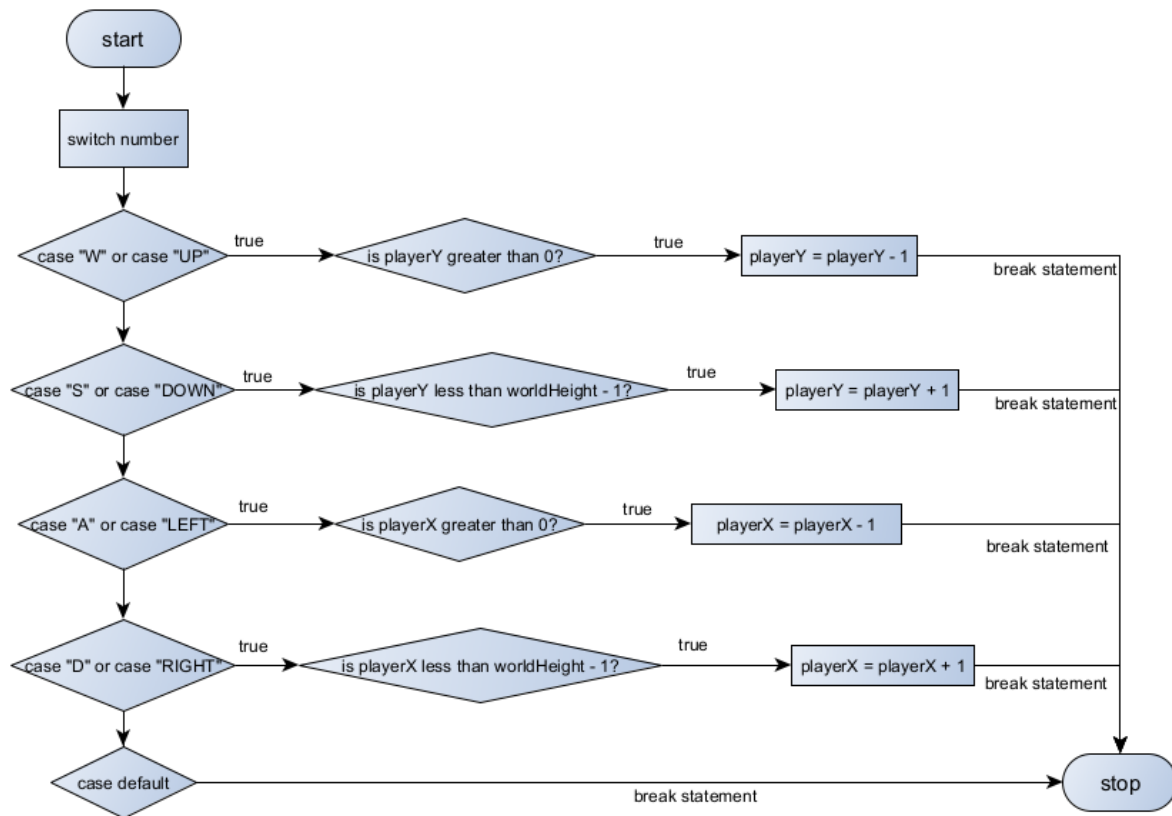 start
switch number
case "W" or case "UP"
true
is playerY greater than 0?
true
playerY = playerY - 1
break statement
case "S" or case "DOWN"
true
is playerY less than worldHeight - 1?
true
playerY = playerY + 1
break statement
case "A" or case "LEFT"
true
is playerX greater than 0?
true
playerX = playerX - 1
break statement
case "D" or case "RIGHT"
true
is playerX less than worldHeight - 1?
true
playerX = playerX + 1
break statement
case default
break statement
stop